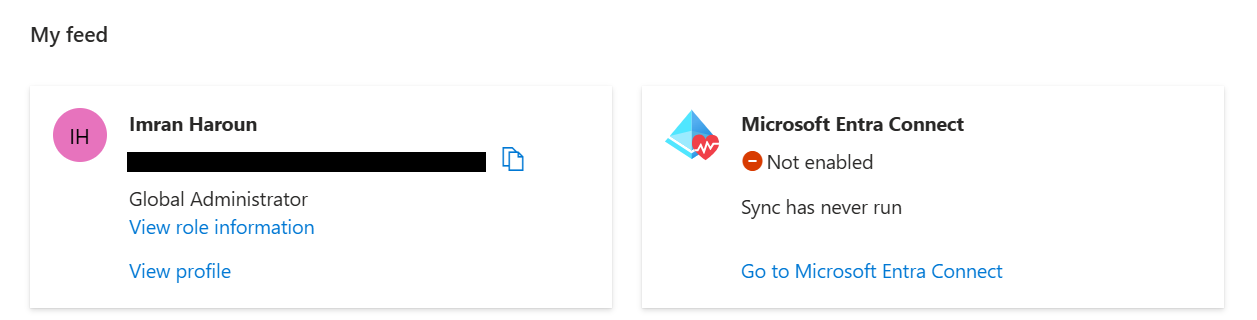 My feed
IH
Imran Haroun
Global Administrator
View role information
View profile
Microsoft Entra Connect
Not enabled
Sync has never run
Go to Microsoft Entra Connect